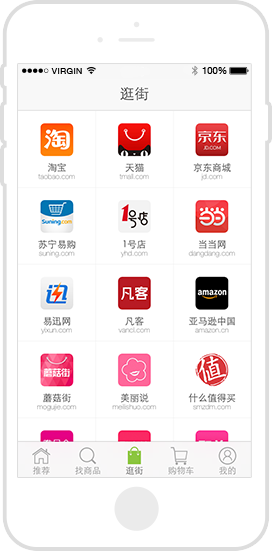 VIRGIN 100%
逛街
淘 京东 JD.COM
淘宝 天猫 京东商城
taobao.com tmall.com jd.com
Suning.com 1号店 当当
苏宁易购 1号店 当当网
suning.com yhd.com dangdang.com
凡客 amazon
易迅网 凡客 亚马逊中国
yixun.com vancl.com amazon.cn
蘑菇街 值
蘑菇街 美丽说 什么值得买
mogujie.com meilishuo.com smzdm.com
推荐 找商品 逛街 购物车 我的